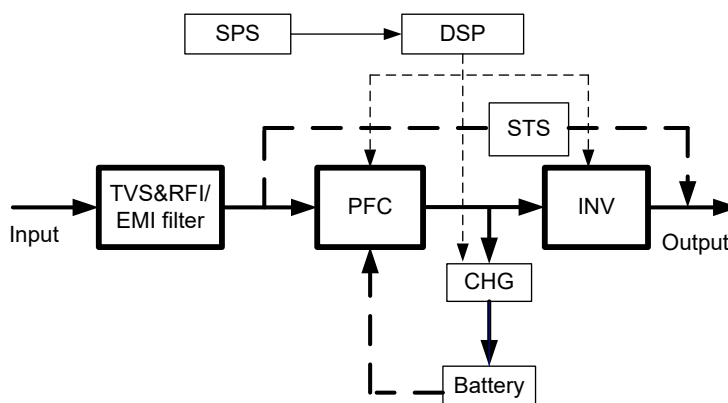 SPS
DSP
STS
TVS&RFI/
EMI filter
PFC
INV
Input
Output
CHG
Battery